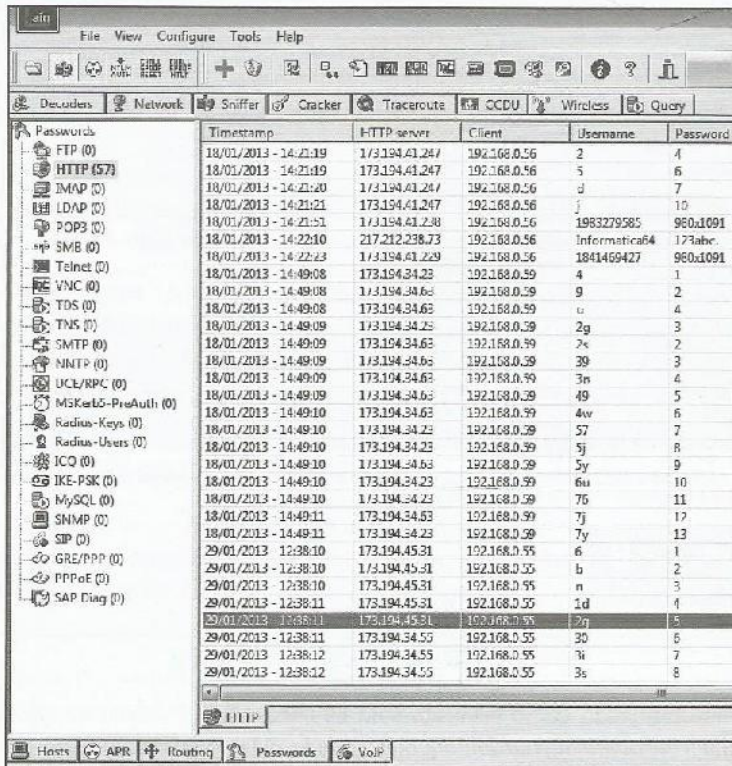 ain
File View Configure Tools Help
Decoders Network Sniffer Cracker Traceroute CCDU Wireless Query
Passwords
FTP (0)
HTTP (57)
IMAP (0)
LDAP (0)
POP3 (0)
SMB (0)
Telnet (0)
VNC (0)
TDS (0)
TNS (0)
SMTP (0)
NNTP (0)
DCE/RPC (0)
MSKerb5-PreAuth (0)
Radius-Keys (0)
Radius-Users (0)
ICQ (0)
IKE-PSK (0)
MySQL (0)
SNMP (0)
SIP (0)
GRE/PPP (0)
PPPoE (0)
SAP Diag (0)
Timestamp HTTP server Client Username Password
18/01/2013 - 14:21:19 173.194.41.247 192.168.0.56 2 4
18/01/2013 - 14:21:19 173.194.41.247 192.168.0.56 5 6
18/01/2013 - 14:21:20 173.194.41.247 192.168.0.56 d 7
18/01/2013 - 14:21:21 173.194.41.247 192.168.0.56 j 10
18/01/2013 - 14:21:51 173.194.41.238 192.168.0.56 1983279585 980x1091
18/01/2013 - 14:22:10 217.212.238.73 192.168.0.56 Informatica64 123abc.
18/01/2013 - 14:22:23 173.194.41.229 192.168.0.56 1841469427 980x1091
18/01/2013 - 14:49:08 173.194.34.23 192.168.0.59 4 1
18/01/2013 - 14:49:08 173.194.34.63 192.168.0.59 9 2
18/01/2013 - 14:49:08 173.194.34.63 192.168.0.59 4
18/01/2013 - 14:49:09 173.194.34.23 192.168.0.59 2g 3
18/01/2013 - 14:49:09 173.194.34.63 192.168.0.59 2s 2
18/01/2013 - 14:49:09 173.194.34.63 192.168.0.59 39 3
18/01/2013 - 14:49:09 173.194.34.63 192.168.0.59 3n 4
18/01/2013 - 14:49:09 173.194.34.63 192.168.0.59 49 5
18/01/2013 - 14:49:10 173.194.34.63 192.168.0.59 4w 6
18/01/2013 - 14:49:10 173.194.34.23 192.168.0.59 57 7
18/01/2013 - 14:49:10 173.194.34.23 192.168.0.59 5j 8
18/01/2013 - 14:49:10 173.194.34.63 192.168.0.59 5y 9
18/01/2013 - 14:49:10 173.194.34.23 192.168.0.59 6u 10
18/01/2013 - 14:49:10 173.194.34.23 192.168.0.59 76 11
18/01/2013 - 14:49:11 173.194.34.63 192.168.0.59 7j 12
18/01/2013 - 14:49:11 173.194.34.23 192.168.0.59 7y 13
29/01/2013 - 12:38:10 173.194.45.31 192.168.0.55 6 1
29/01/2013 - 12:38:10 173.194.45.31 192.168.0.55 b 2
29/01/2013 - 12:38:10 173.194.45.31 192.168.0.55 n 3
29/01/2013 - 12:38:11 173.194.45.31 192.168.0.55 1d 4
29/01/2013 - 12:38:11 173.194.45.31 192.168.0.55 2q 5
29/01/2013 - 12:38:11 173.194.34.55 192.168.0.55 30 6
29/01/2013 - 12:38:12 173.194.34.55 192.168.0.55 3i 7
29/01/2013 - 12:38:12 173.194.34.55 192.168.0.55 3s 8
HTTP
Hosts APR Routing Passwords VoIP